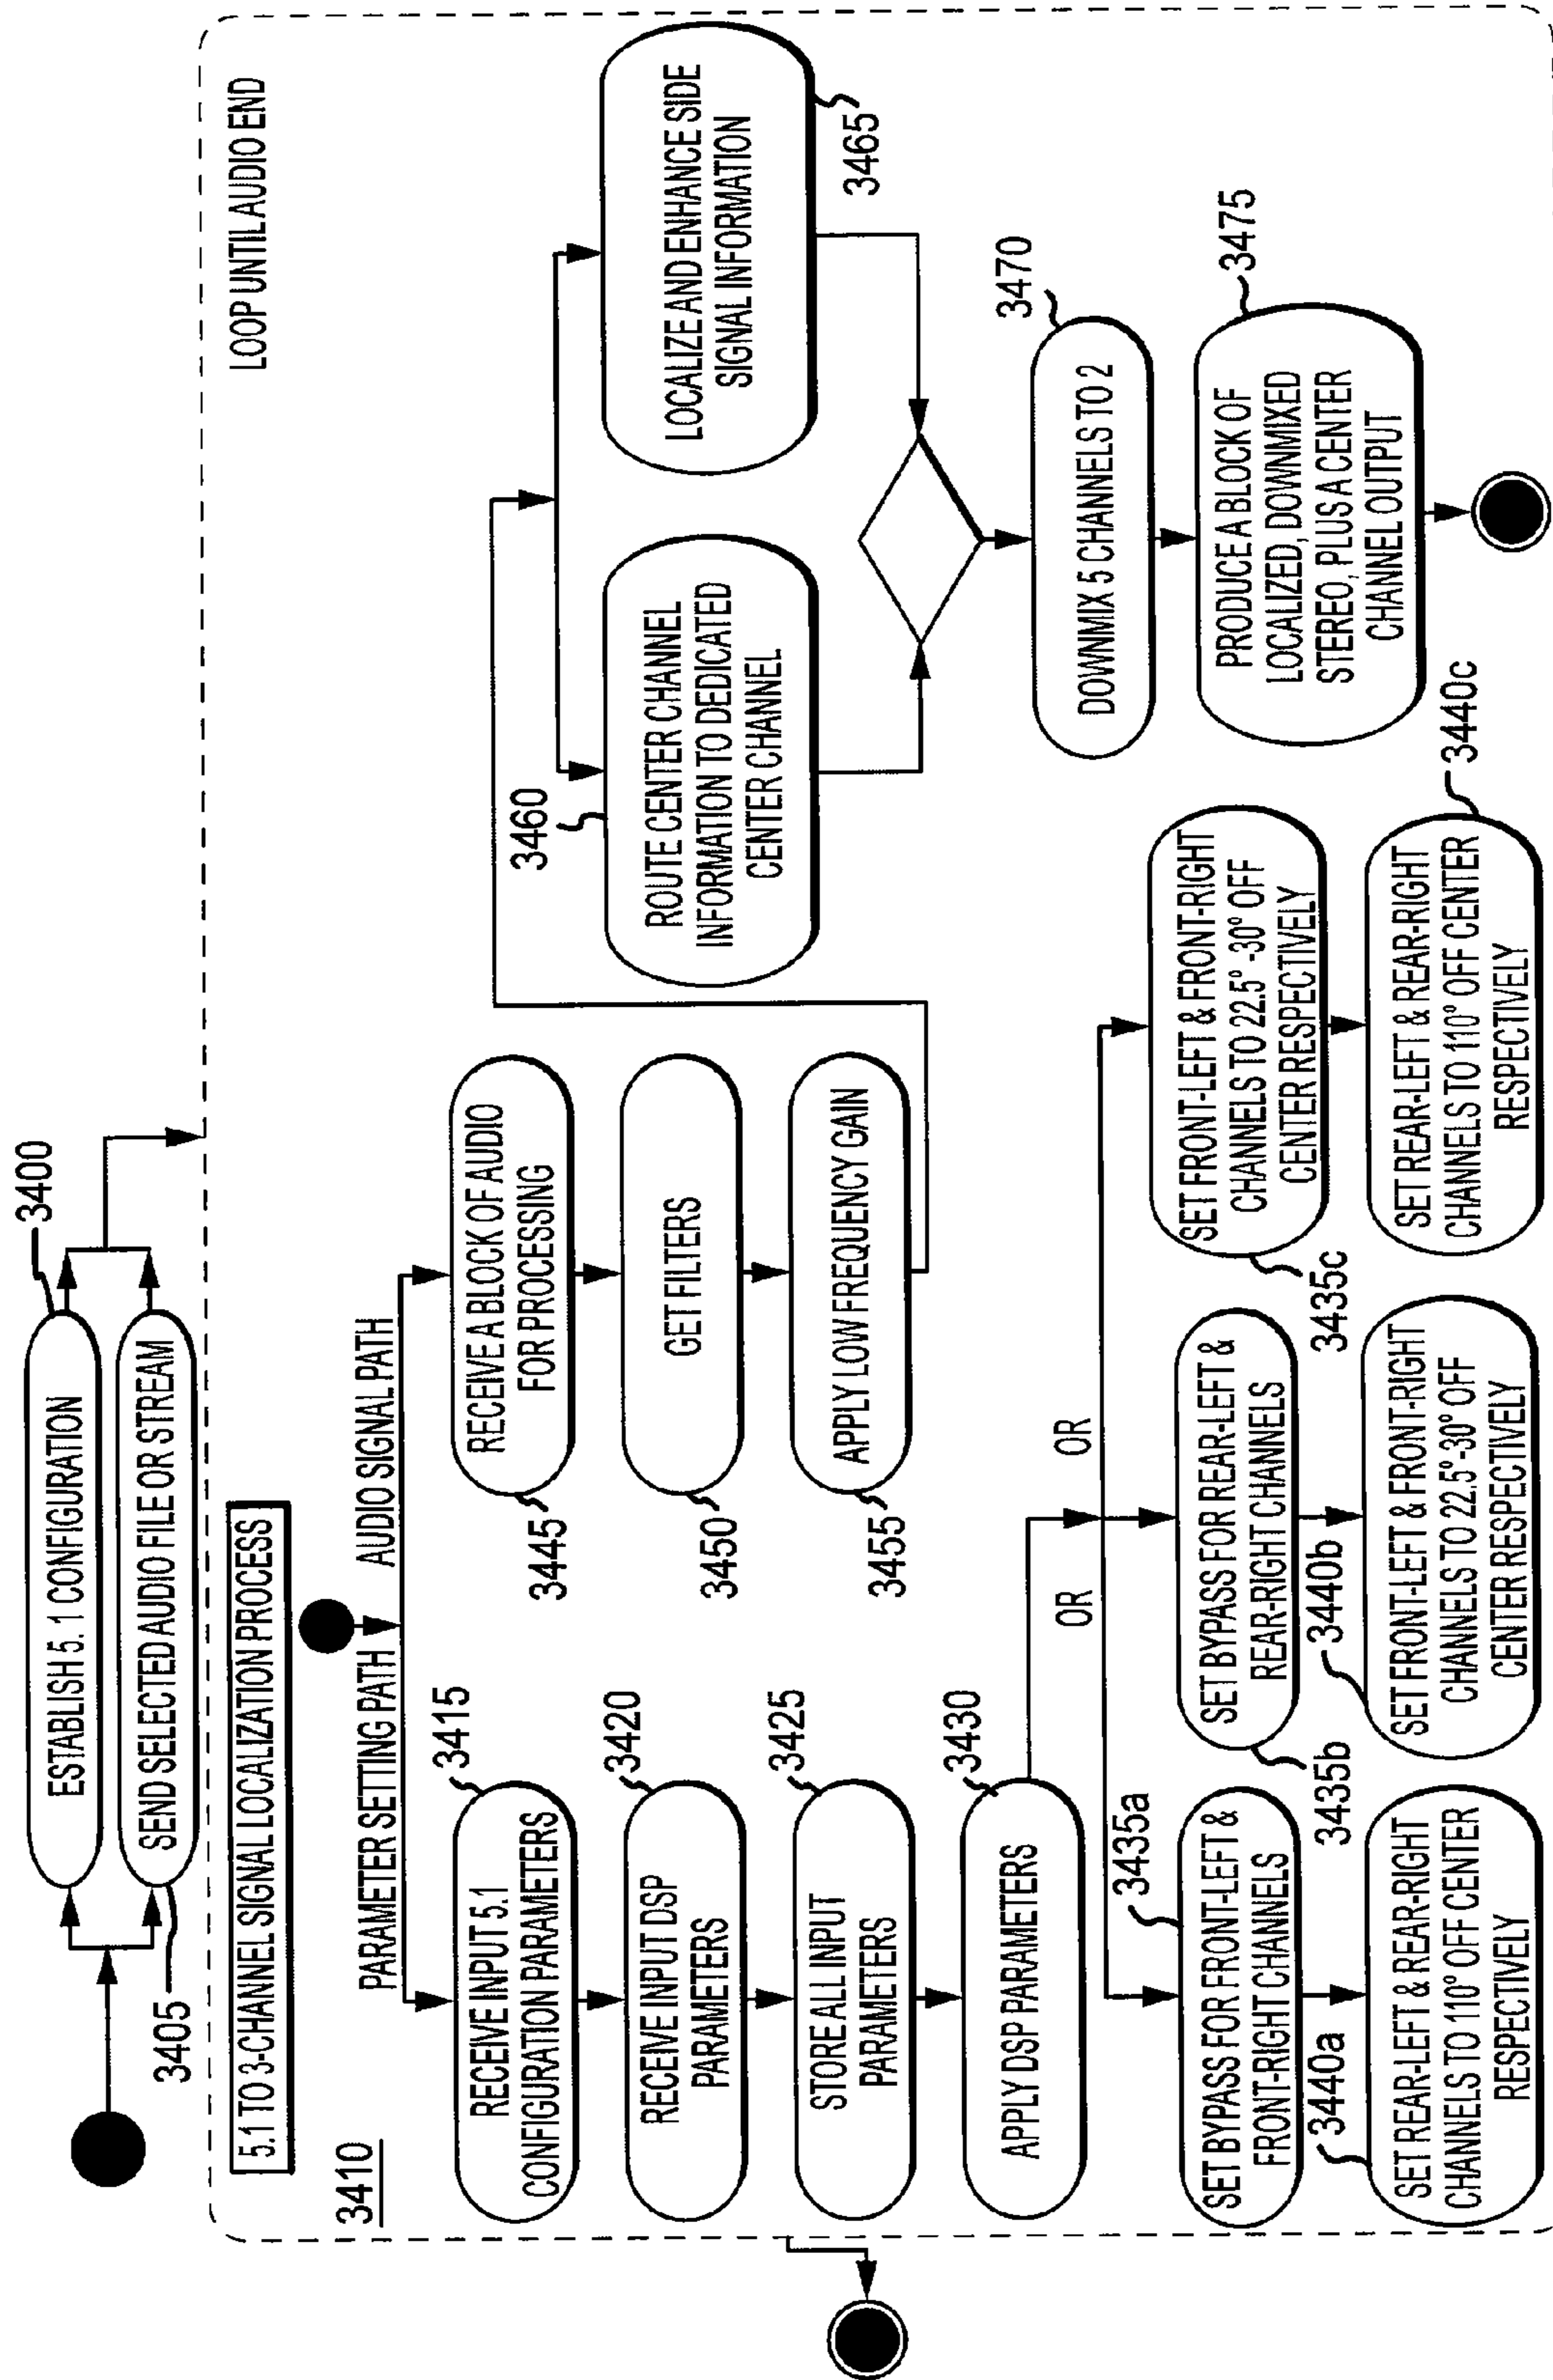 3400
ESTABLISH 5.1 CONFIGURATION
SEND SELECTED AUDIO FILE OR STREAM
3405
LOOP UNTIL AUDIO END
5.1 TO 3-CHANNEL SIGNAL LOCALIZATION PROCESS
3410
PARAMETER SETTING PATH
AUDIO SIGNAL PATH
3415
RECEIVE INPUT 5.1
CONFIGURATION PARAMETERS
3420
RECEIVE INPUT DSP
PARAMETERS
3425
STORE ALL INPUT
PARAMETERS
3430
APPLY DSP PARAMETERS
OR
OR
3435a
SET BYPASS FOR FRONT-LEFT &
FRONT-RIGHT CHANNELS
3440a
SET REAR-LEFT & REAR-RIGHT
CHANNELS TO 110° OFF CENTER
RESPECTIVELY
3435b
SET BYPASS FOR REAR-LEFT &
REAR-RIGHT CHANNELS
3440b
SET FRONT-LEFT & FRONT-RIGHT
CHANNELS TO 22.5°-30° OFF
CENTER RESPECTIVELY
3435c
SET FRONT-LEFT & FRONT-RIGHT
CHANNELS TO 22.5° -30° OFF
CENTER RESPECTIVELY
3440c
SET REAR-LEFT & REAR-RIGHT
CHANNELS TO 110° OFF CENTER
RESPECTIVELY
3445
RECEIVE A BLOCK OF AUDIO
FOR PROCESSING
3450
GET FILTERS
3455
APPLY LOW FREQUENCY GAIN
3460
ROUTE CENTER CHANNEL
INFORMATION TO DEDICATED
CENTER CHANNEL
LOCALIZE AND ENHANCE SIDE
SIGNAL INFORMATION
3465
3470
DOWNMIX 5 CHANNELS TO 2
3475
PRODUCE A BLOCK OF
LOCALIZED, DOWNMIXED
STEREO, PLUS A CENTER
CHANNEL OUTPUT